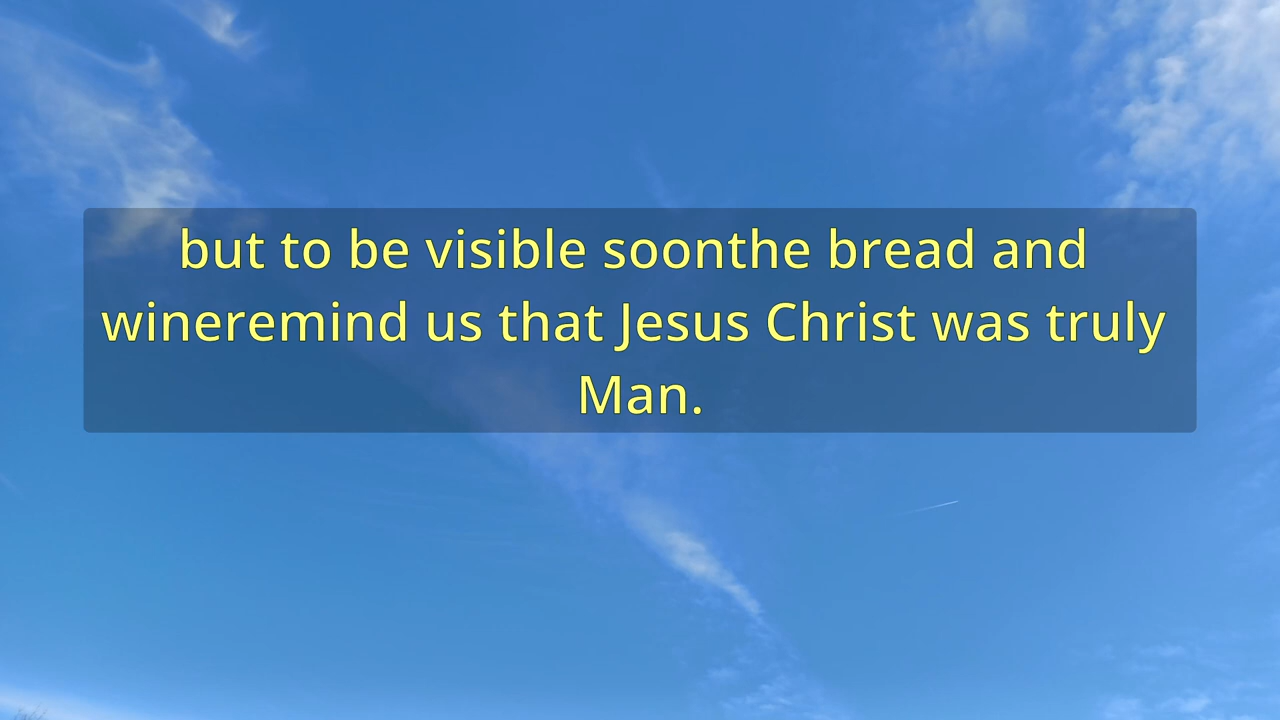 but to be visible soonthe bread and
wineremind us that Jesus Christ was truly
Man.